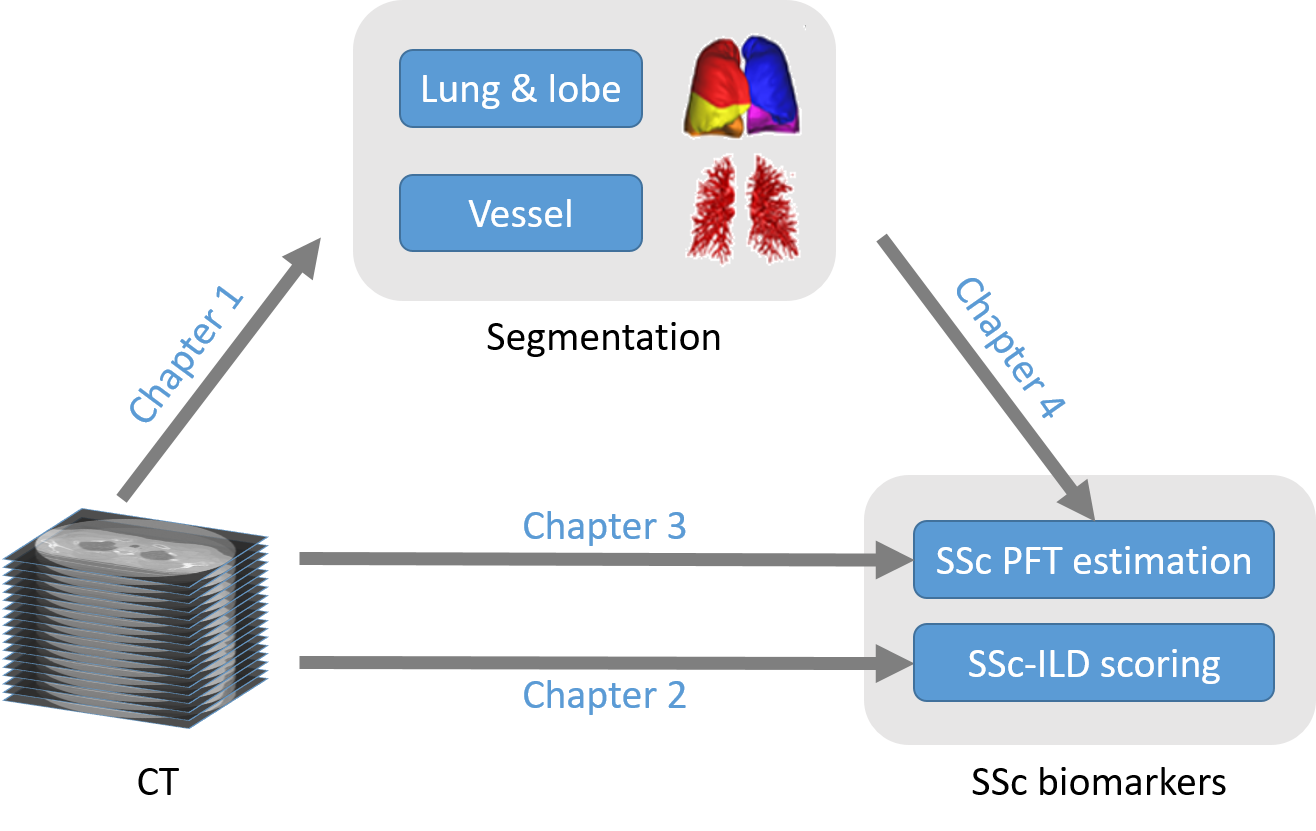 Lung & lobe
Vessel
Segmentation
Chapter 1
Chapter 4
Chapter 3
SSc PFT estimation
SSc-ILD scoring
Chapter 2
CT
SSc biomarkers